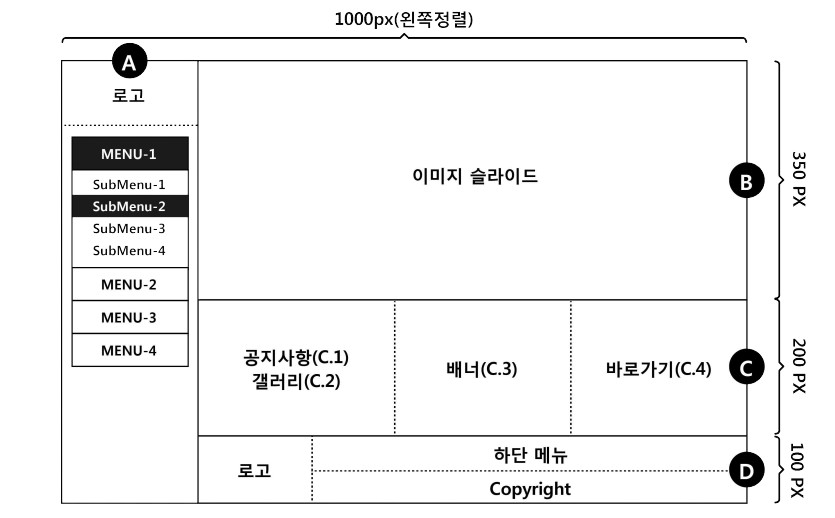 1000px(왼쪽정렬)
A
로고
MENU-1
SubMenu-1
SubMenu-2
SubMenu-3
SubMenu-4
MENU-2
MENU-3
MENU-4
이미지 슬라이드
B
350 PX
공지사항(C.1)
갤러리(C.2)
배너(C.3)
바로가기(C.4)
C
200 PX
로고
하단 메뉴
Copyright
D
100 PX